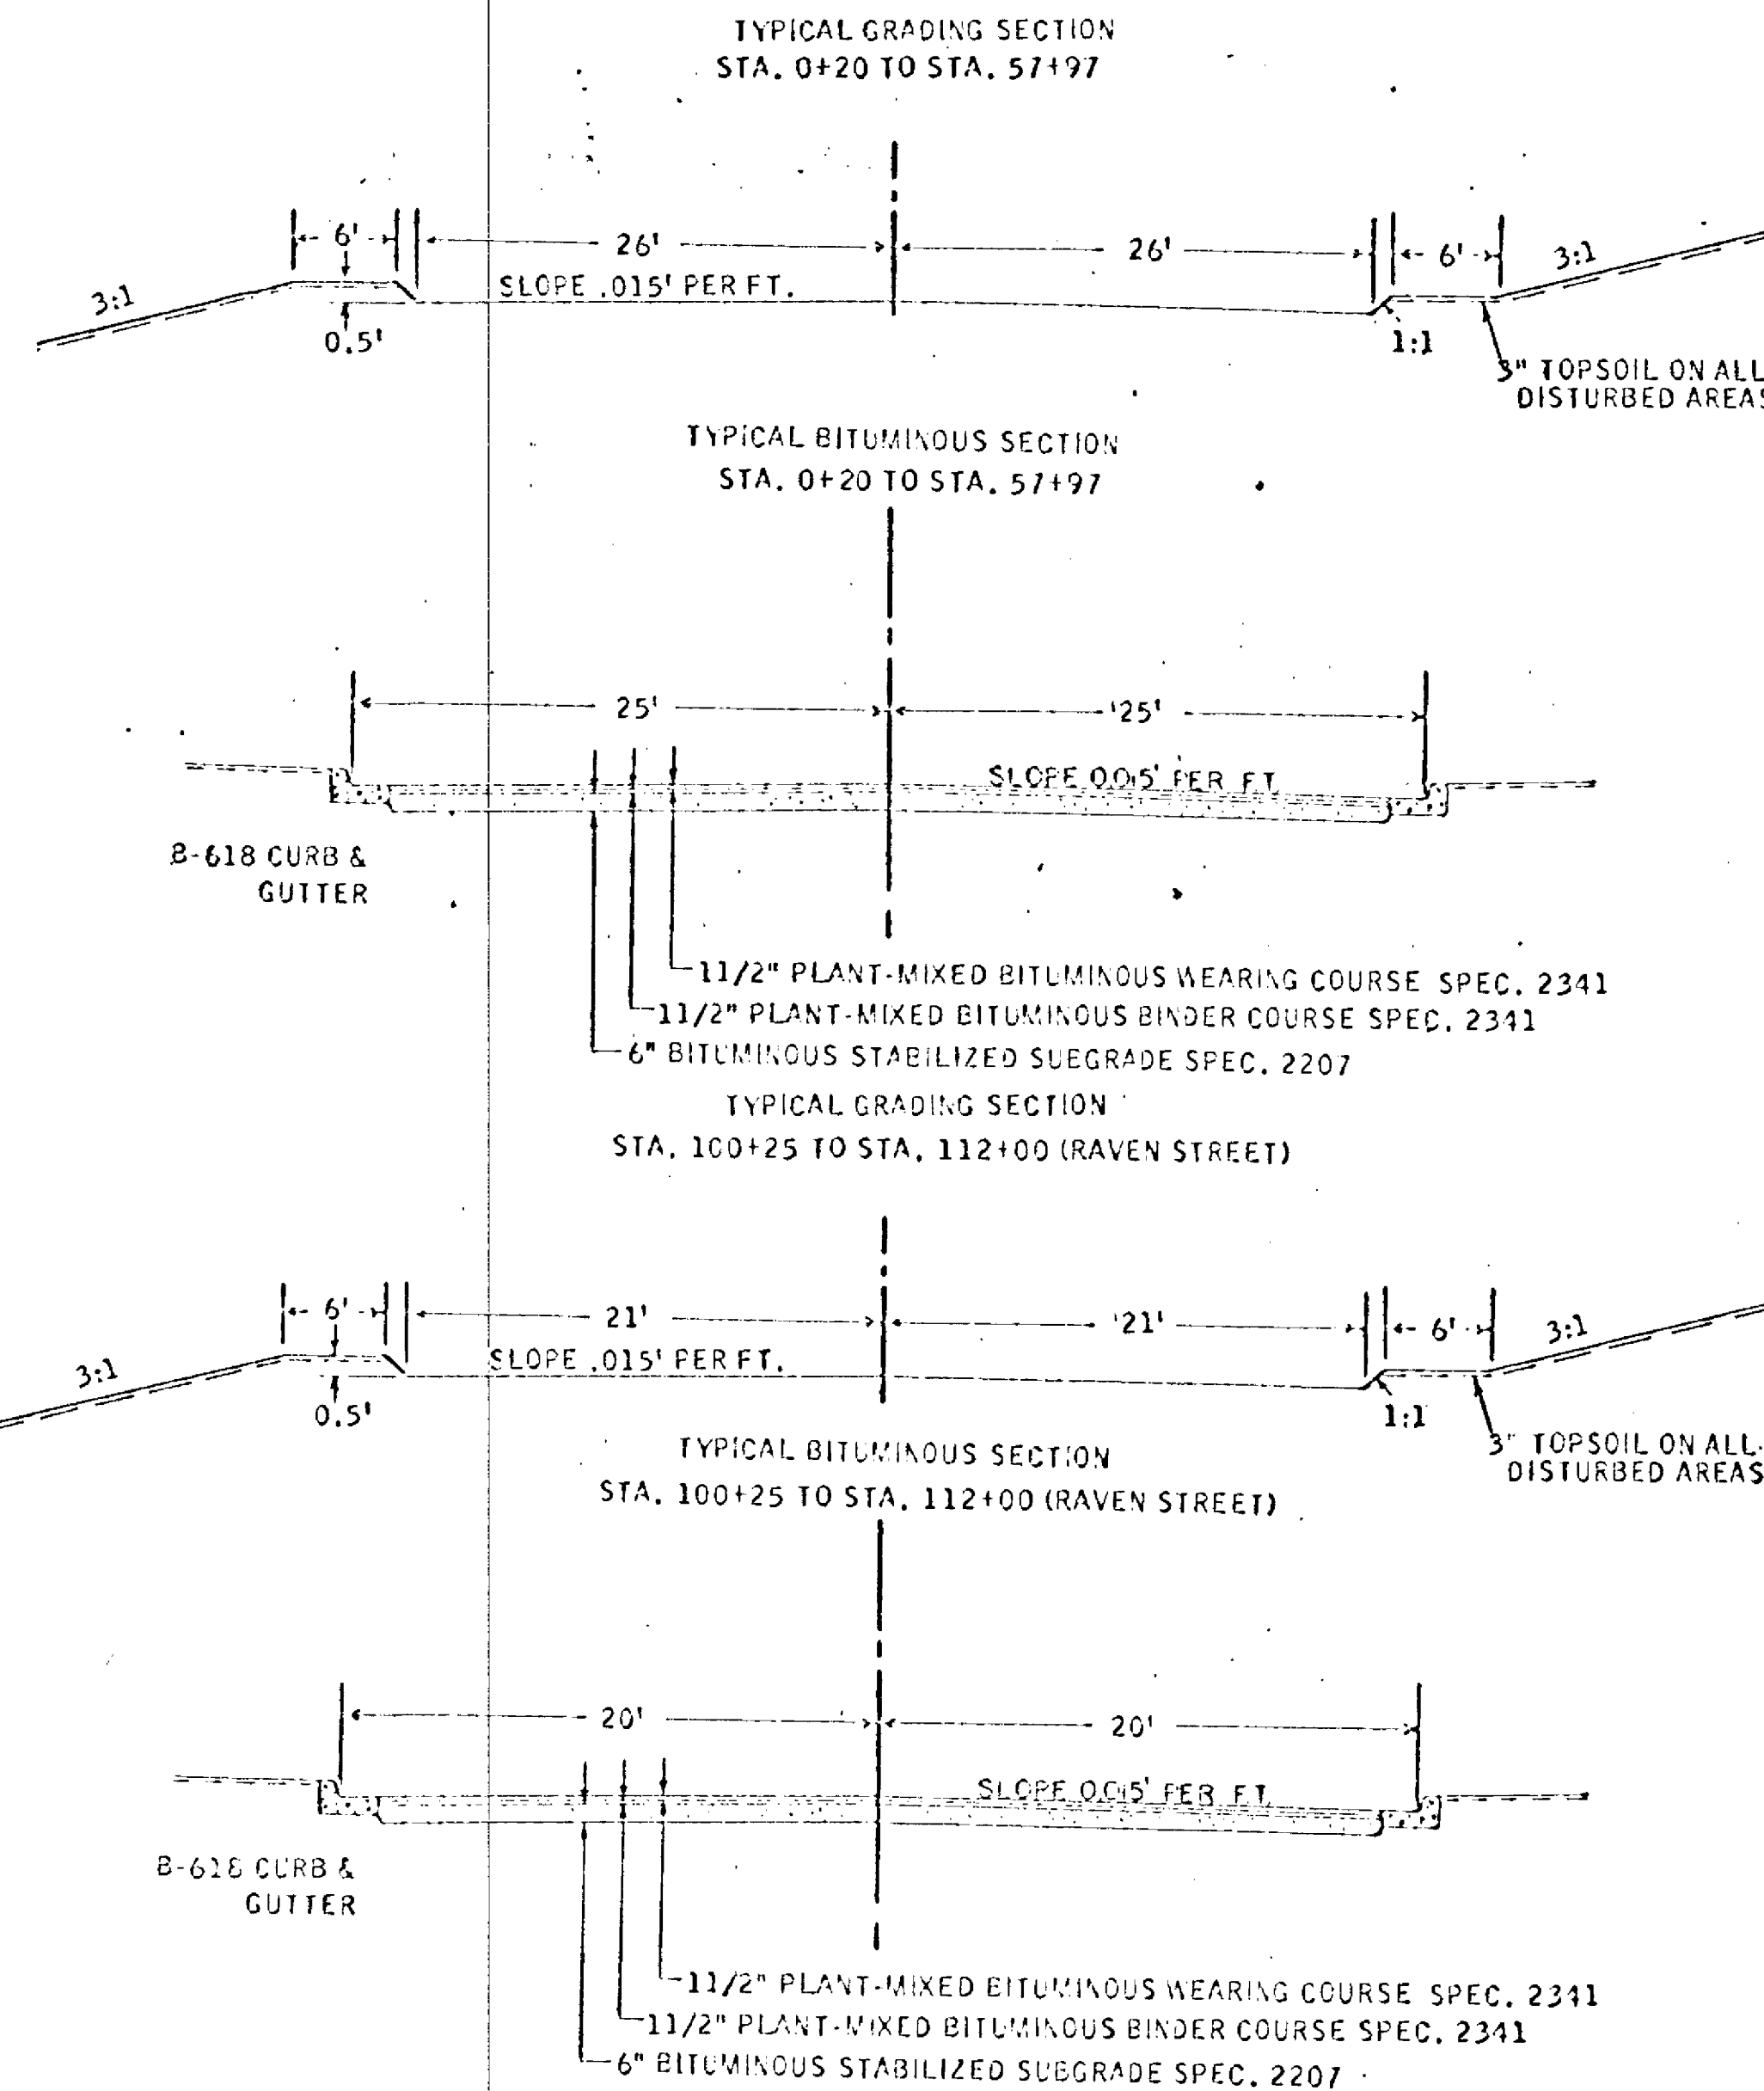 TYPICAL GRADING SECTION
STA. 0+20 TO STA. 57+97
6' 26' 26' 6' 3:1
3:1 SLOPE .015' PER FT.
0.5' 1:1
3" TOPSOIL ON ALL
DISTURBED AREAS
TYPICAL BITUMINOUS SECTION
STA. 0+20 TO STA. 57+97
25' 25'
SLOPE 0.015' PER FT.
B-618 CURB &
GUTTER
1 1/2" PLANT-MIXED BITUMINOUS WEARING COURSE SPEC. 2341
1 1/2" PLANT-MIXED BITUMINOUS BINDER COURSE SPEC. 2341
6" BITUMINOUS STABILIZED SUBGRADE SPEC. 2207
TYPICAL GRADING SECTION
STA. 100+25 TO STA. 112+00 (RAVEN STREET)
6' 21' 21' 6' 3:1
3:1 SLOPE .015' PER FT.
0.5' 1:1
3" TOPSOIL ON ALL
DISTURBED AREAS
TYPICAL BITUMINOUS SECTION
STA. 100+25 TO STA. 112+00 (RAVEN STREET)
20' 20'
SLOPE 0.015' PER FT.
B-618 CURB &
GUTTER
1 1/2" PLANT-MIXED BITUMINOUS WEARING COURSE SPEC. 2341
1 1/2" PLANT-MIXED BITUMINOUS BINDER COURSE SPEC. 2341
6" BITUMINOUS STABILIZED SUBGRADE SPEC. 2207